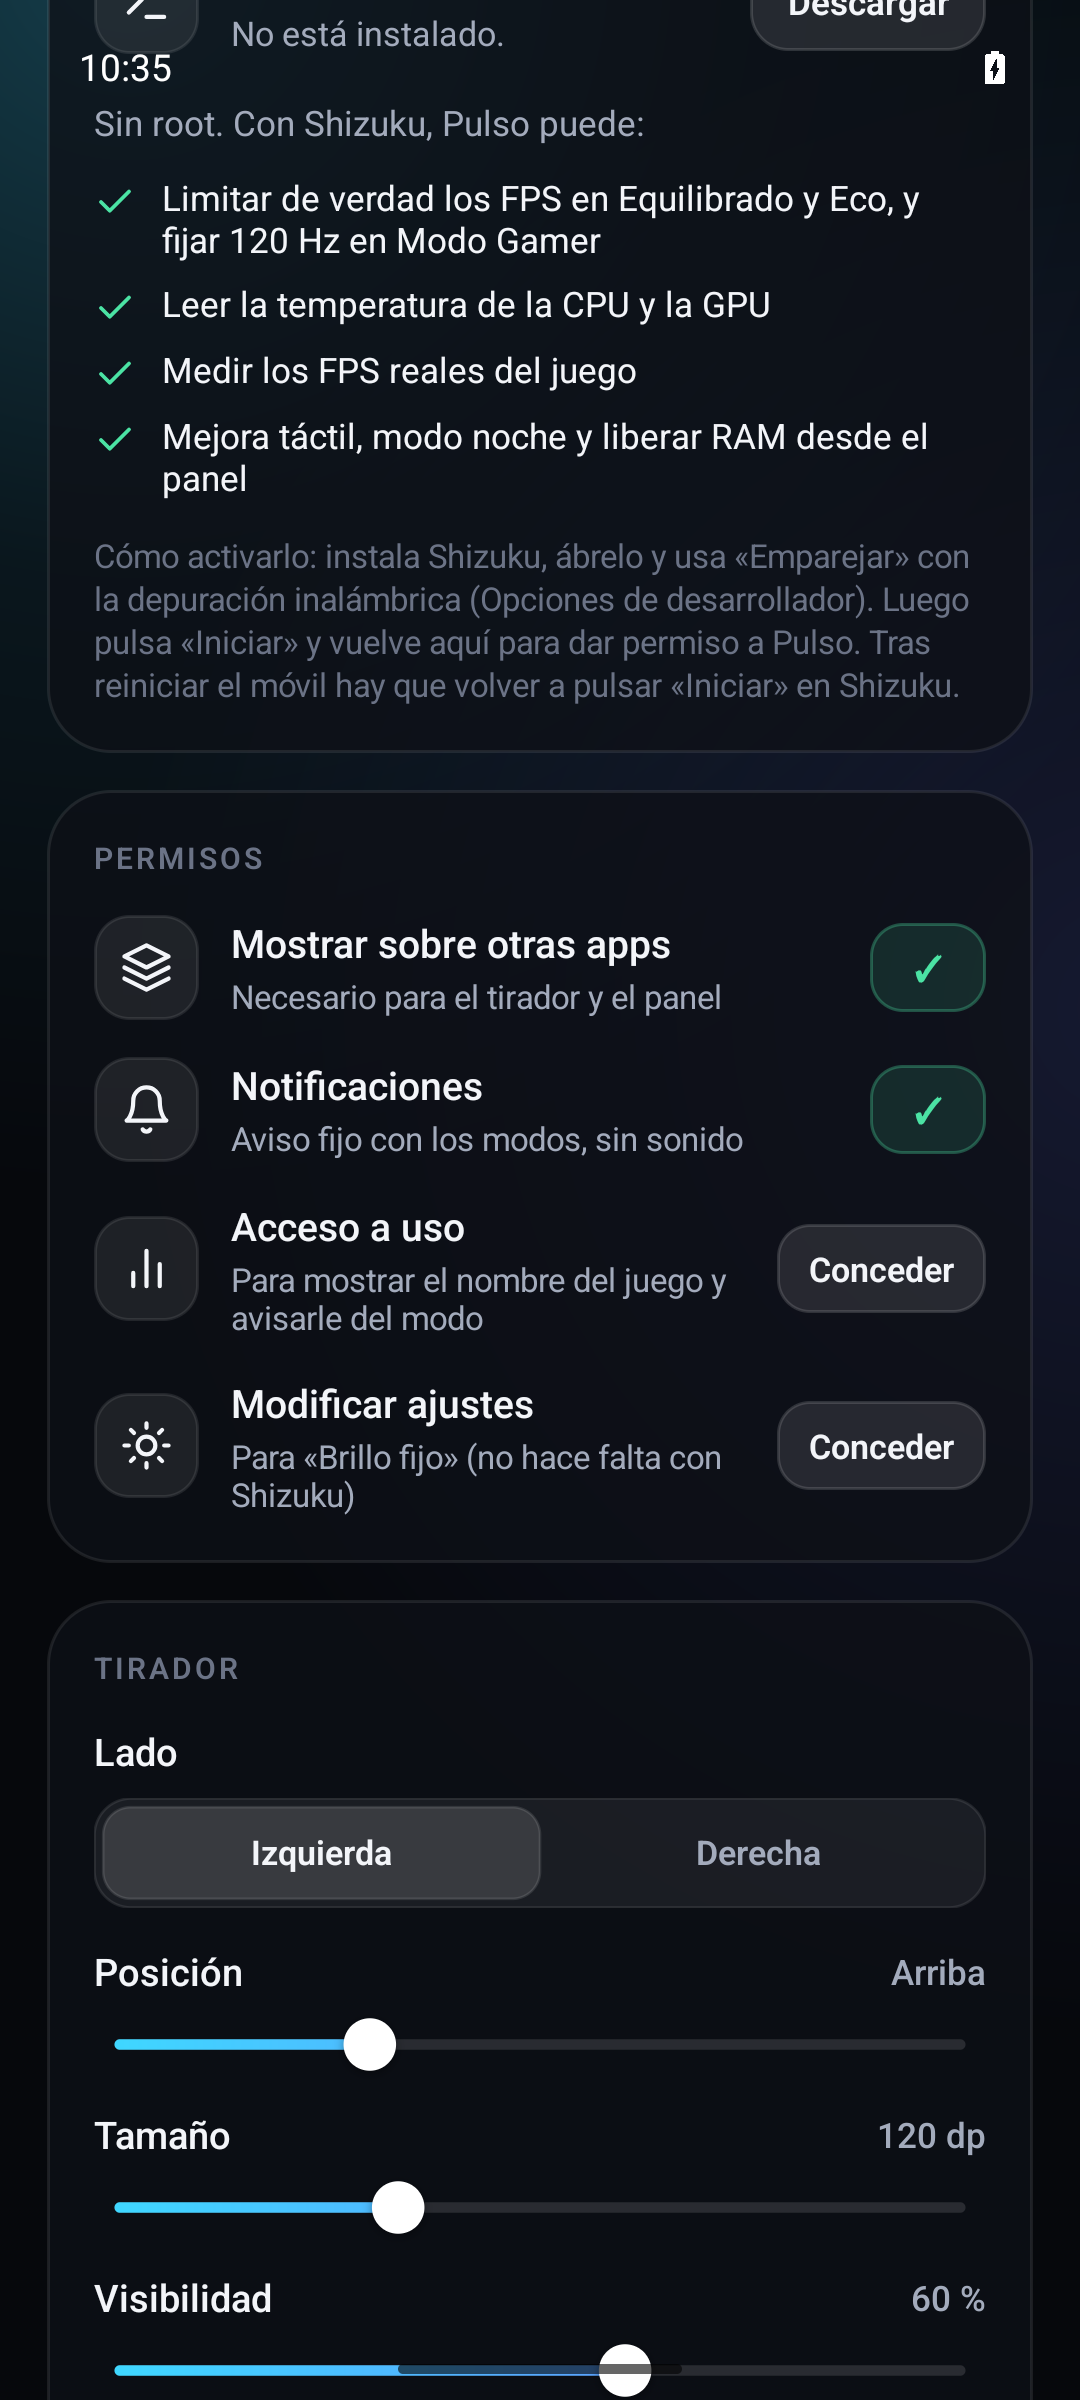 Descargar
No está instalado.
10:35
Sin root. Con Shizuku, Pulso puede:
Limitar de verdad los FPS en Equilibrado y Eco, y
fijar 120 Hz en Modo Gamer
Leer la temperatura de la CPU y la GPU
Medir los FPS reales del juego
Mejora táctil, modo noche y liberar RAM desde el
panel
Cómo activarlo: instala Shizuku, ábrelo y usa «Emparejar» con
la depuración inalámbrica (Opciones de desarrollador). Luego
pulsa «Iniciar» y vuelve aquí para dar permiso a Pulso. Tras
reiniciar el móvil hay que volver a pulsar «Iniciar» en Shizuku.
PERMISOS
Mostrar sobre otras apps
Necesario para el tirador y el panel
Notificaciones
Aviso fijo con los modos, sin sonido
Acceso a uso
Para mostrar el nombre del juego y
avisarle del modo
Conceder
Modificar ajustes
Para «Brillo fijo» (no hace falta con
Shizuku)
Conceder
TIRADOR
Lado
Izquierda
Derecha
Posición
Arriba
Tamaño
120 dp
Visibilidad
60 %